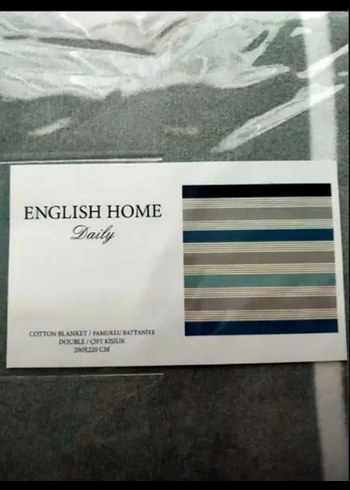 ENGLISH HOME
Daily
COTTON BLANKET / PAMUKLU BATTANİYE
DOUBLE / ÇİFT KİŞİLİK
200X220 CM